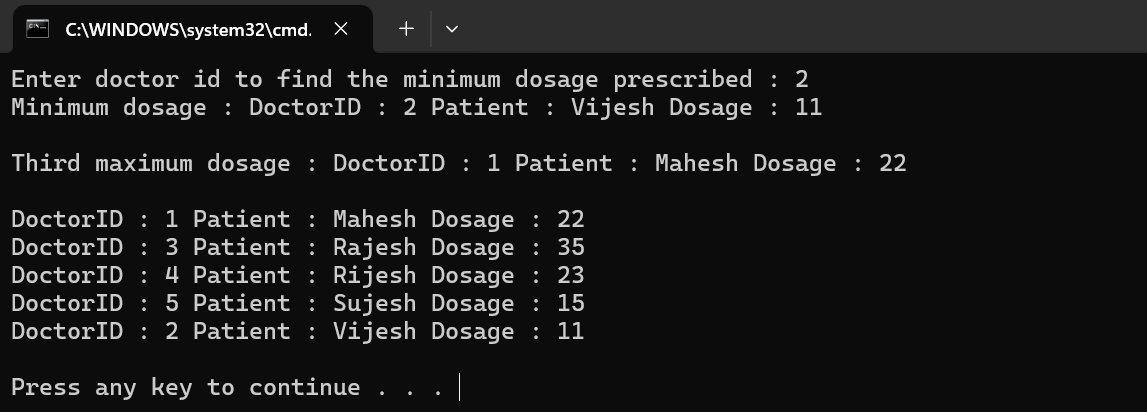 C:\WINDOWS\system32\cmd.
Enter doctor id to find the minimum dosage prescribed : 2
Minimum dosage : DoctorID : 2 Patient : Vijesh Dosage : 11
Third maximum dosage : DoctorID : 1 Patient : Mahesh Dosage : 22
DoctorID : 1 Patient : Mahesh Dosage : 22
DoctorID : 3 Patient : Rajesh Dosage : 35
DoctorID : 4 Patient : Rijesh Dosage : 23
DoctorID : 5 Patient : Sujesh Dosage : 15
DoctorID : 2 Patient : Vijesh Dosage : 11
Press any key to continue . . .